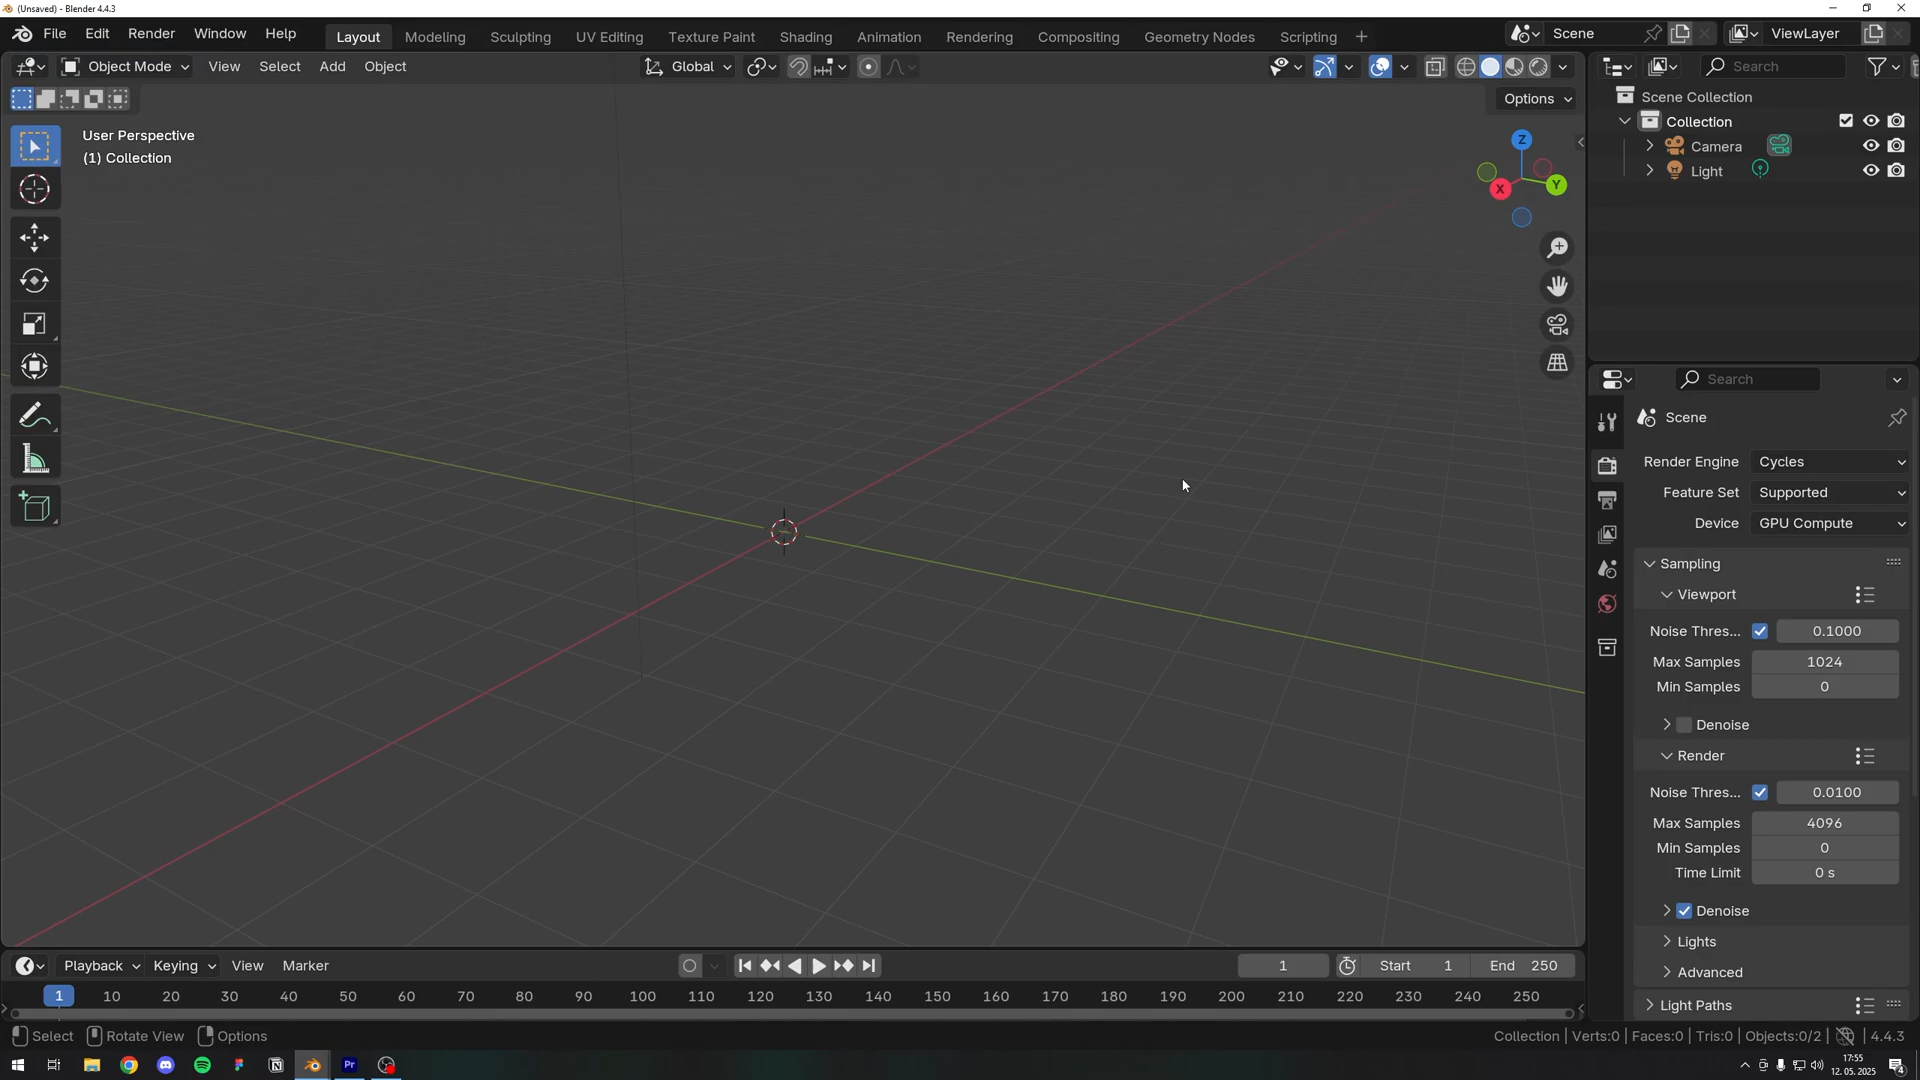 (Unsaved) - Blender 4.4.3
File Edit Render Window Help Layout Modeling Sculpting UV Editing Texture Paint Shading Animation Rendering Compositing Geometry Nodes Scripting + Scene ViewLayer
Object Mode View Select Add Object Global Search
Options
User Perspective
(1) Collection
Z
X
Y
Scene Collection
Collection
Camera
Light
Search
Scene
Render Engine Cycles
Feature Set Supported
Device GPU Compute
Sampling
Viewport
Noise Thres... 0.1000
Max Samples 1024
Min Samples 0
Denoise
Render
Noise Thres... 0.0100
Max Samples 4096
Min Samples 0
Time Limit 0 s
Denoise
Lights
Advanced
Light Paths
Playback Keying View Marker 1 Start 1 End 250
1 10 20 30 40 50 60 70 80 90 100 110 120 130 140 150 160 170 180 190 200 210 220 230 240 250
Select Rotate View Options Collection | Verts:0 | Faces:0 | Tris:0 | Objects:0/2 | 4.4.3
Pr
17:55
12. 05. 2025
4